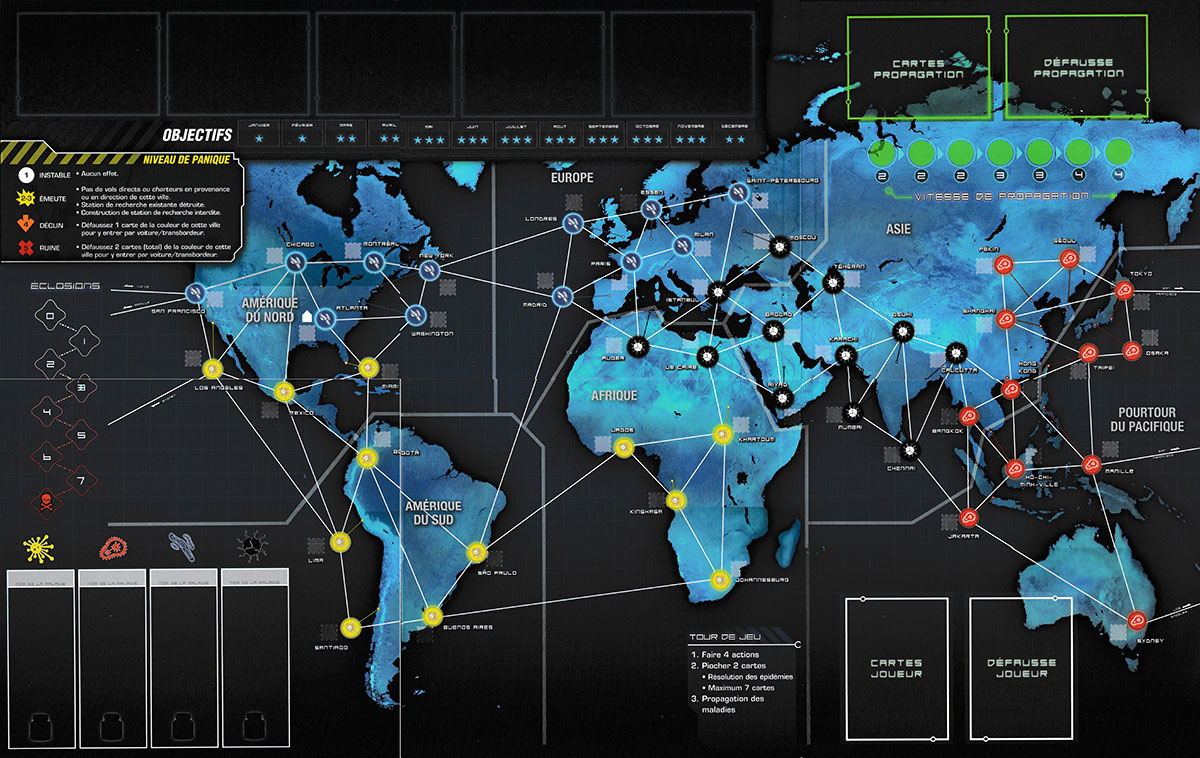 CARTES
PROPAGATION
DÉFAUSSE
PROPAGATION
OBJECTIFS
JANVIER
FÉVRIER
MARS
AVRIL
MAI
JUIN
JUILLET
AOUT
SEPTEMBRE
OCTOBRE
NOVEMBRE
DÉCEMBRE
NIVEAU DE PANIQUE
1 INSTABLE • Aucun effet.
2-3 ÉMEUTE • Pas de vols directs ou charteurs en provenance
ou en direction de cette ville.
• Station de recherche existante détruite.
• Construction de station de recherche interdite.
4 DÉCLIN • Défaussez 1 carte de la couleur de cette ville
pour y entrer par voiture/transbordeur.
RUINE • Défaussez 2 cartes (total) de la couleur de cette
ville pour y entrer par voiture/transbordeur.
2 2 2 3 3 4 4
VITESSE DE PROPAGATION
EUROPE
ASIE
ESSEN
SAINT-PÉTERSBOURG
LONDRES
MILAN
MOSCOU
PARIS
ISTANBUL
TÉHÉRAN
MADRID
CHICAGO
MONTRÉAL
NEW YORK
SAN FRANCISCO
AMÉRIQUE
DU NORD
ATLANTA
WASHINGTON
PÉKIN
SÉOUL
TOKYO
SHANGHAI
OSAKA
TAIPEI
HONG
KONG
BAGDAD
DELHI
KARACHI
CALCUTTA
ALGER
LE CAIRE
RIYAD
MUMBAI
CHENNAI
BANGKOK
ÉCLOSIONS
0
1
2
3
4
5
6
7
LOS ANGELES
MEXICO
MIAMI
AFRIQUE
LAGOS
KHARTOUM
KINSHASA
JOHANNESBURG
POURTOUR
DU PACIFIQUE
BOGOTÁ
AMÉRIQUE
DU SUD
LIMA
SÃO PAULO
SANTIAGO
BUENOS AIRES
HO-CHI-
MINH-VILLE
MANILLE
JAKARTA
SYDNEY
NOM DE LA MALADIE
NOM DE LA MALADIE
NOM DE LA MALADIE
NOM DE LA MALADIE
TOUR DE JEU
1. Faire 4 actions
2. Piocher 2 cartes
• Résolution des épidémies
• Maximum 7 cartes
3. Propagation des
maladies
CARTES
JOUEUR
DÉFAUSSE
JOUEUR